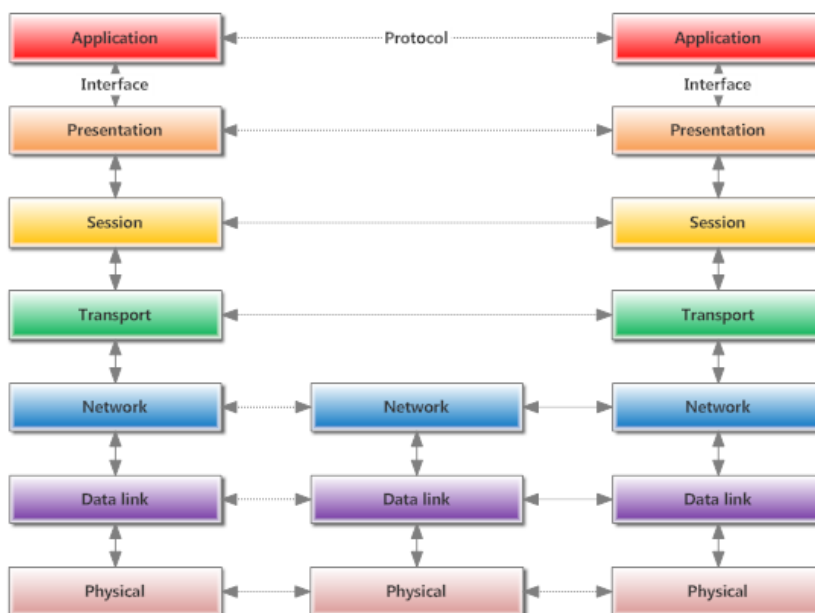 Application Protocol Application
Interface Interface
Presentation Presentation
Session Session
Transport Transport
Network Network Network
Data link Data link Data link
Physical Physical Physical